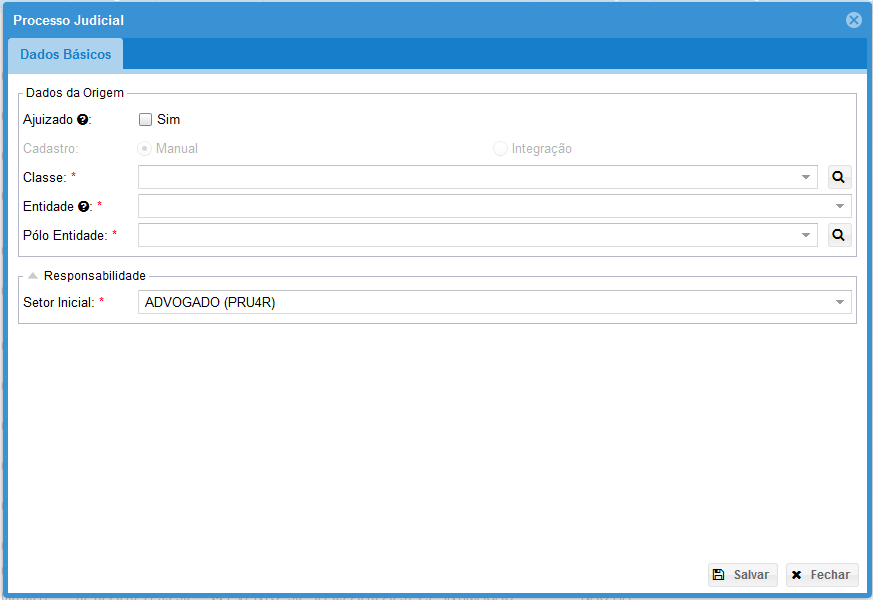 Processo Judicial
Dados Básicos
Dados da Origem
Ajuizado ?: Sim
Cadastro: Manual Integração
Classe: *
Entidade ?: *
Pólo Entidade: *
Responsabilidade
Setor Inicial: * ADVOGADO (PRU4R)
Salvar Fechar